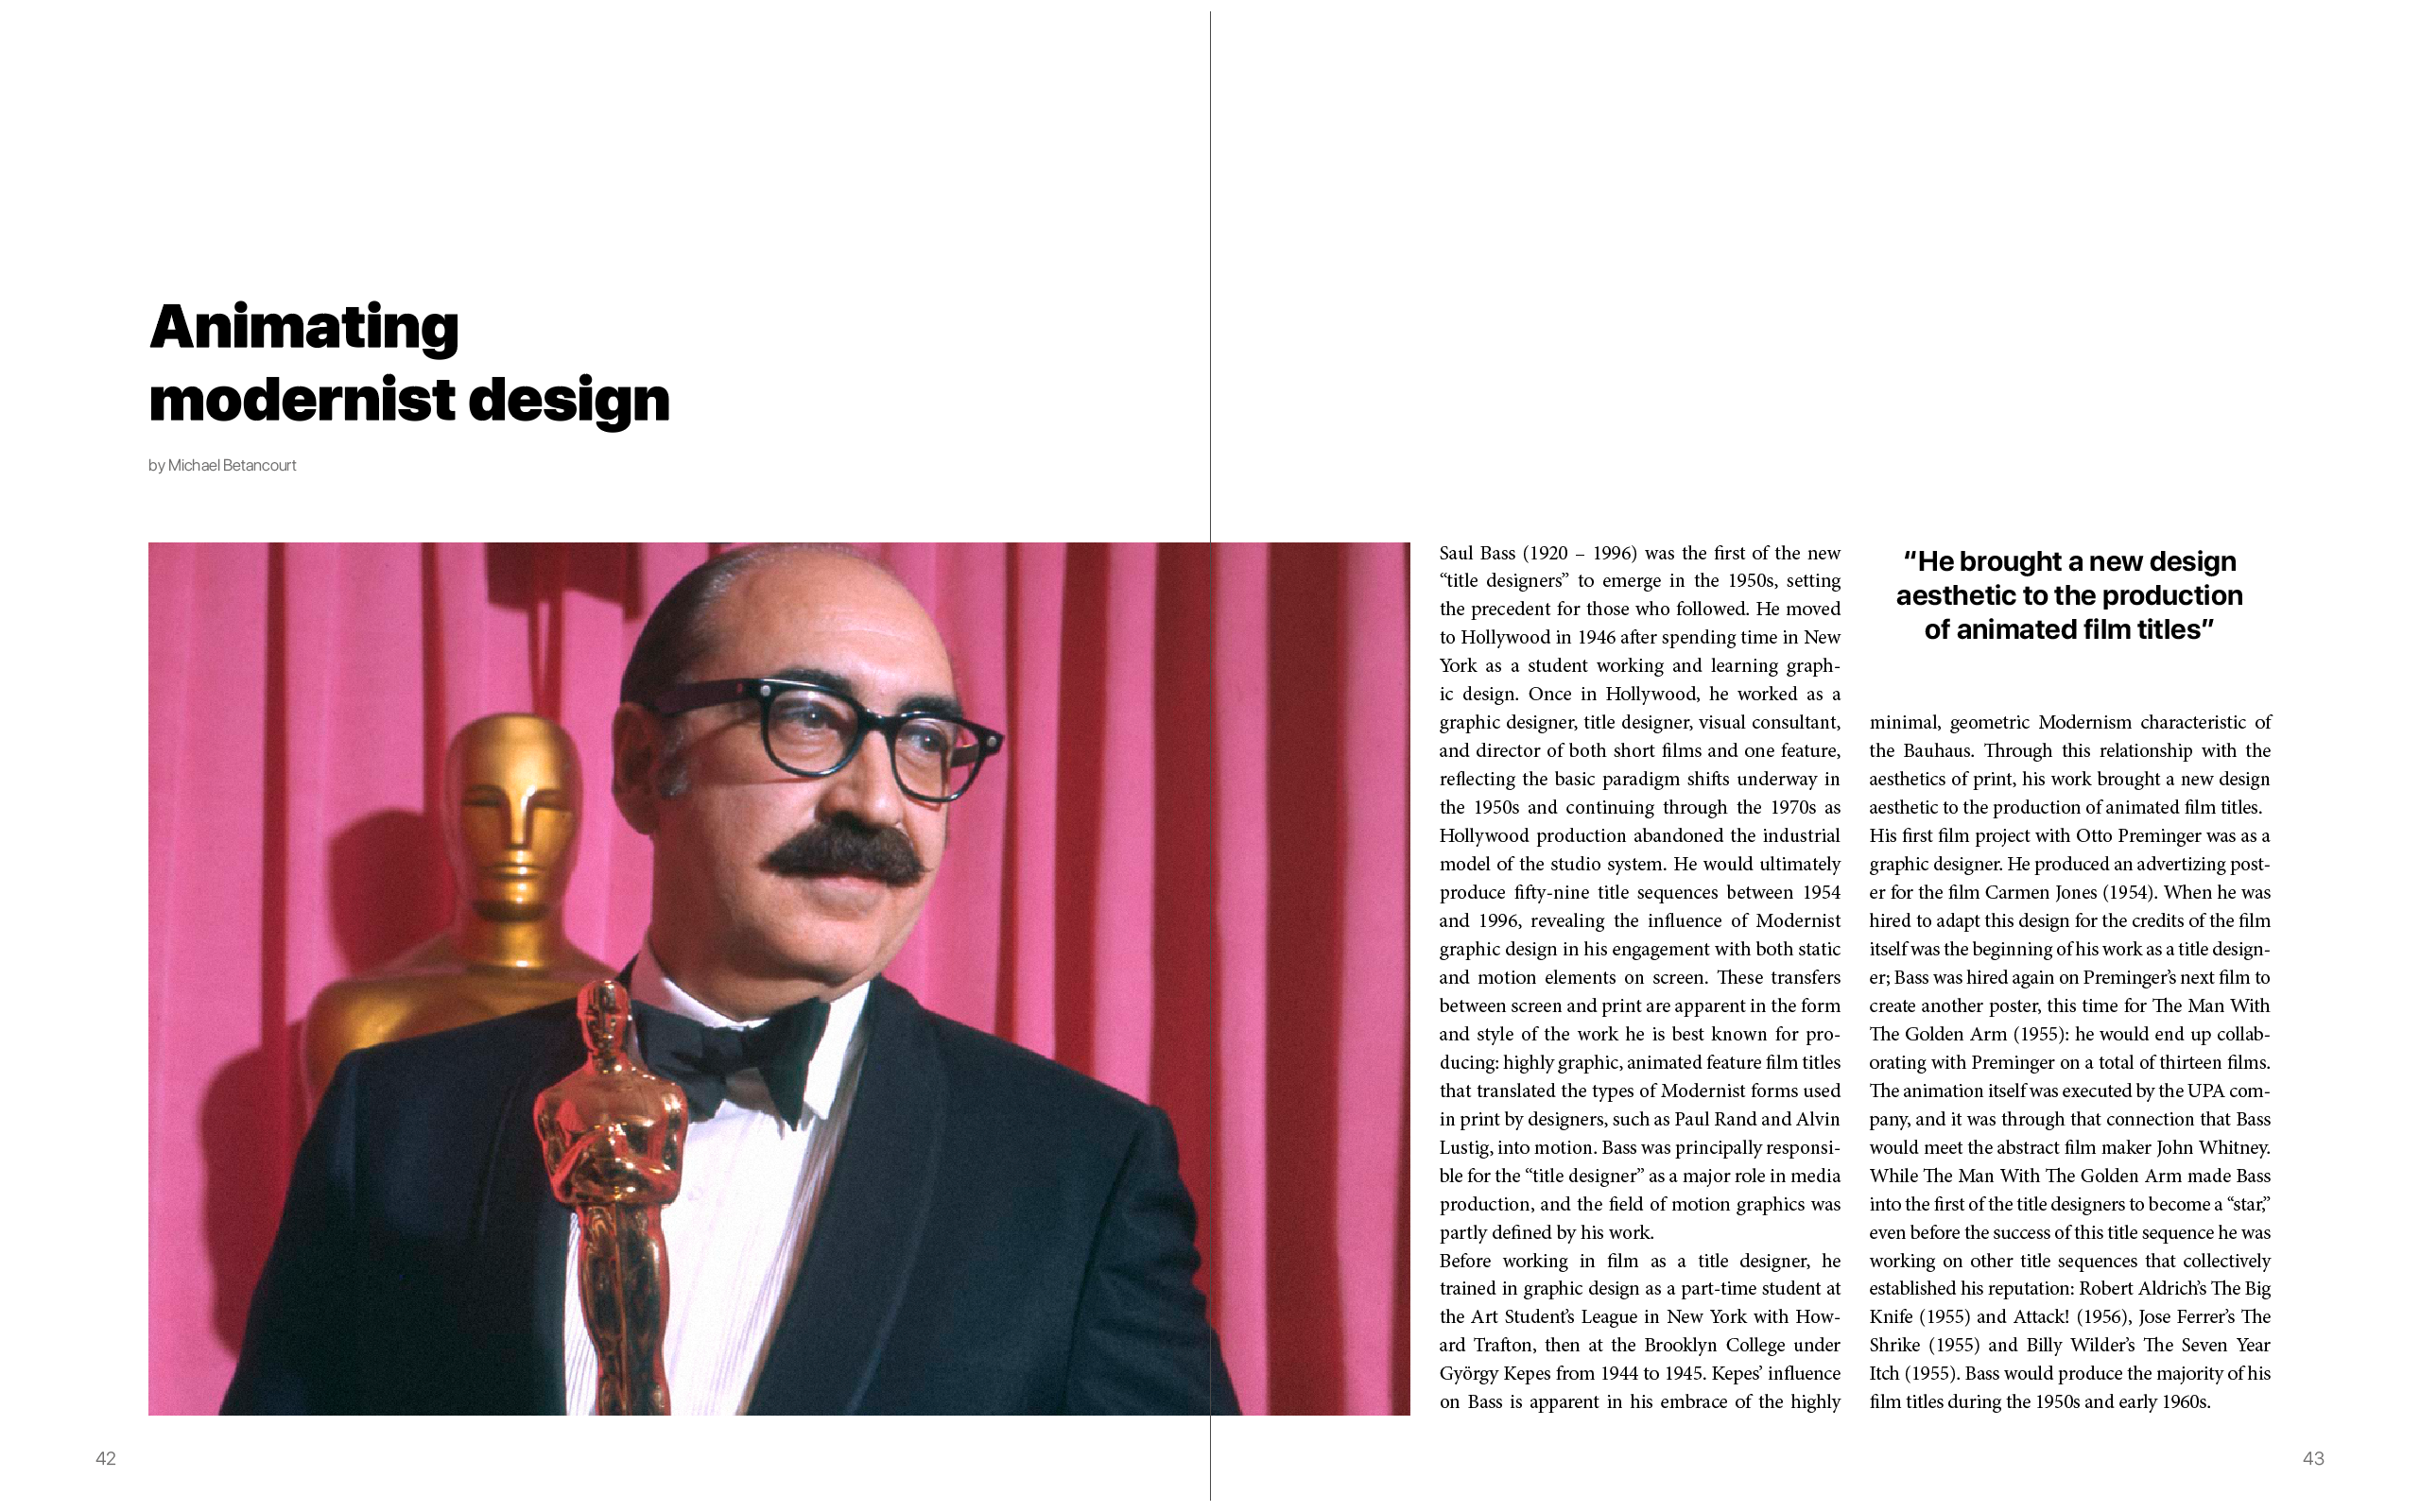 Animating
modernist design
by Michael Betancourt
Saul Bass (1920 – 1996) was the first of the new
“title designers” to emerge in the 1950s, setting
the precedent for those who followed. He moved
to Hollywood in 1946 after spending time in New
York as a student working and learning graph-
ic design. Once in Hollywood, he worked as a
graphic designer, title designer, visual consultant,
and director of both short films and one feature,
reflecting the basic paradigm shifts underway in
the 1950s and continuing through the 1970s as
Hollywood production abandoned the industrial
model of the studio system. He would ultimately
produce fifty-nine title sequences between 1954
and 1996, revealing the influence of Modernist
graphic design in his engagement with both static
and motion elements on screen. These transfers
between screen and print are apparent in the form
and style of the work he is best known for pro-
ducing: highly graphic, animated feature film titles
that translated the types of Modernist forms used
in print by designers, such as Paul Rand and Alvin
Lustig, into motion. Bass was principally responsi-
ble for the “title designer” as a major role in media
production, and the field of motion graphics was
partly defined by his work.
Before working in film as a title designer, he
trained in graphic design as a part-time student at
the Art Student’s League in New York with How-
ard Trafton, then at the Brooklyn College under
György Kepes from 1944 to 1945. Kepes’ influence
on Bass is apparent in his embrace of the highly
“He brought a new design
aesthetic to the production
of animated film titles”
minimal, geometric Modernism characteristic of
the Bauhaus. Through this relationship with the
aesthetics of print, his work brought a new design
aesthetic to the production of animated film titles.
His first film project with Otto Preminger was as a
graphic designer. He produced an advertizing post-
er for the film Carmen Jones (1954). When he was
hired to adapt this design for the credits of the film
itself was the beginning of his work as a title design-
er; Bass was hired again on Preminger’s next film to
create another poster, this time for The Man With
The Golden Arm (1955): he would end up collab-
orating with Preminger on a total of thirteen films.
The animation itself was executed by the UPA com-
pany, and it was through that connection that Bass
would meet the abstract film maker John Whitney.
While The Man With The Golden Arm made Bass
into the first of the title designers to become a “star,”
even before the success of this title sequence he was
working on other title sequences that collectively
established his reputation: Robert Aldrich’s The Big
Knife (1955) and Attack! (1956), Jose Ferrer’s The
Shrike (1955) and Billy Wilder’s The Seven Year
Itch (1955). Bass would produce the majority of his
film titles during the 1950s and early 1960s.
42
43